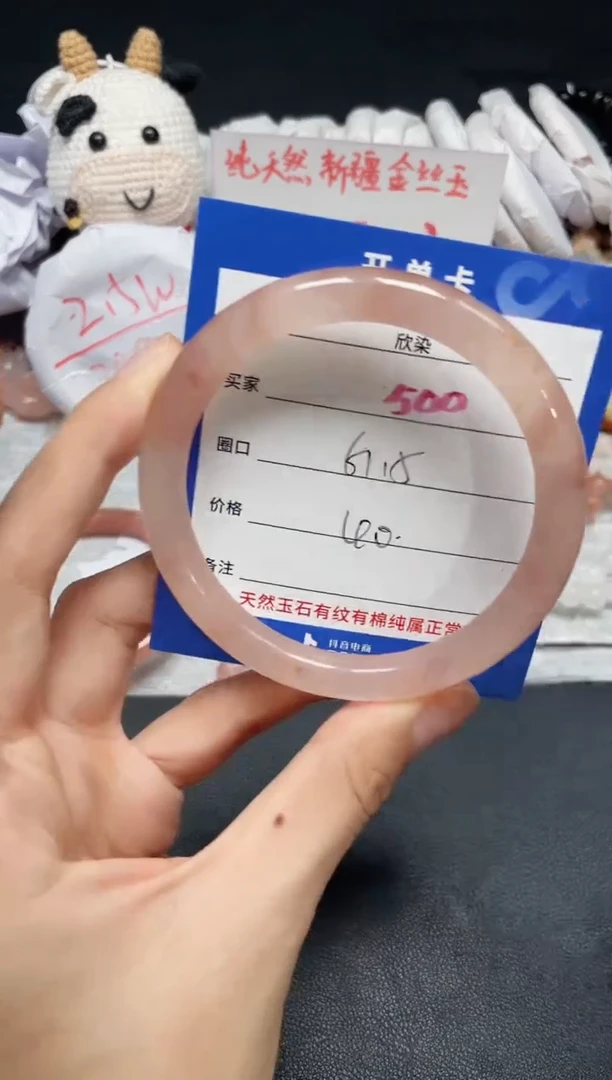 纯天然新疆金丝玉
2.15W
开单卡
欣染
买家 500
圈口 61.5
价格
备注
天然玉石有纹有棉纯属正常
抖音电商